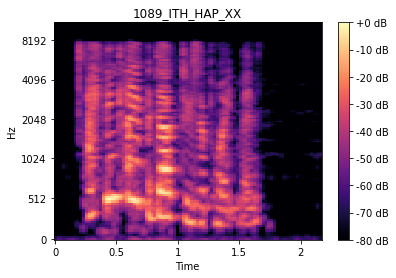 1089_ITH_HAP_XX
+0 dB
8192
-10 dB
4096
-20 dB
-30 dB
2048
-40 dB
Hz
1024
-50 dB
512
-60 dB
-70 dB
0
-80 dB
0 0.5 1 1.5 2
Time